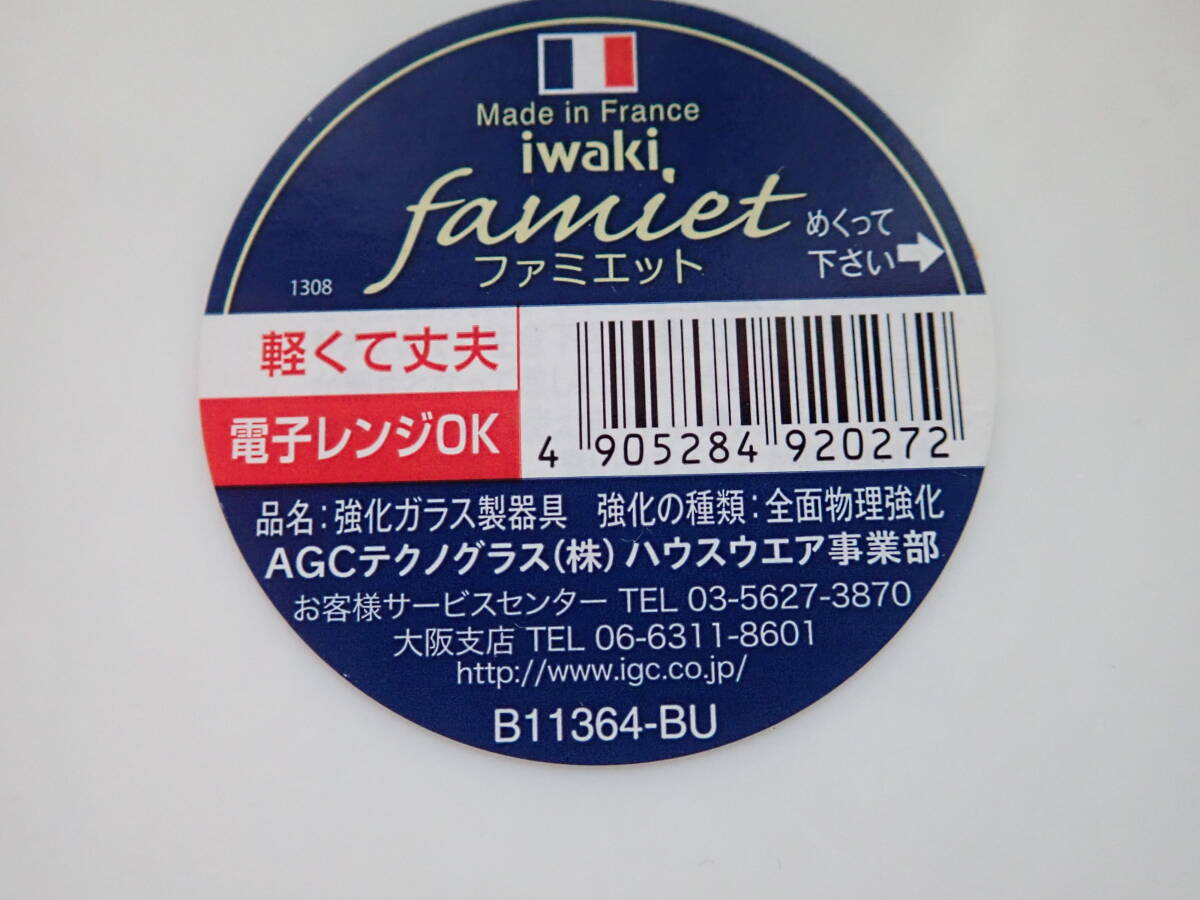 Made in France
iwaki
famiet
ファミエット
めくって
下さい
1308
軽くて丈夫
電子レンジOK
4 905284 920272
品名：強化ガラス製器具　強化の種類：全面物理強化
AGCテクノグラス（株）ハウスウエア事業部
お客様サービスセンター TEL 03-5627-3870
大阪支店 TEL 06-6311-8601
http://www.igc.co.jp/
B11364-BU